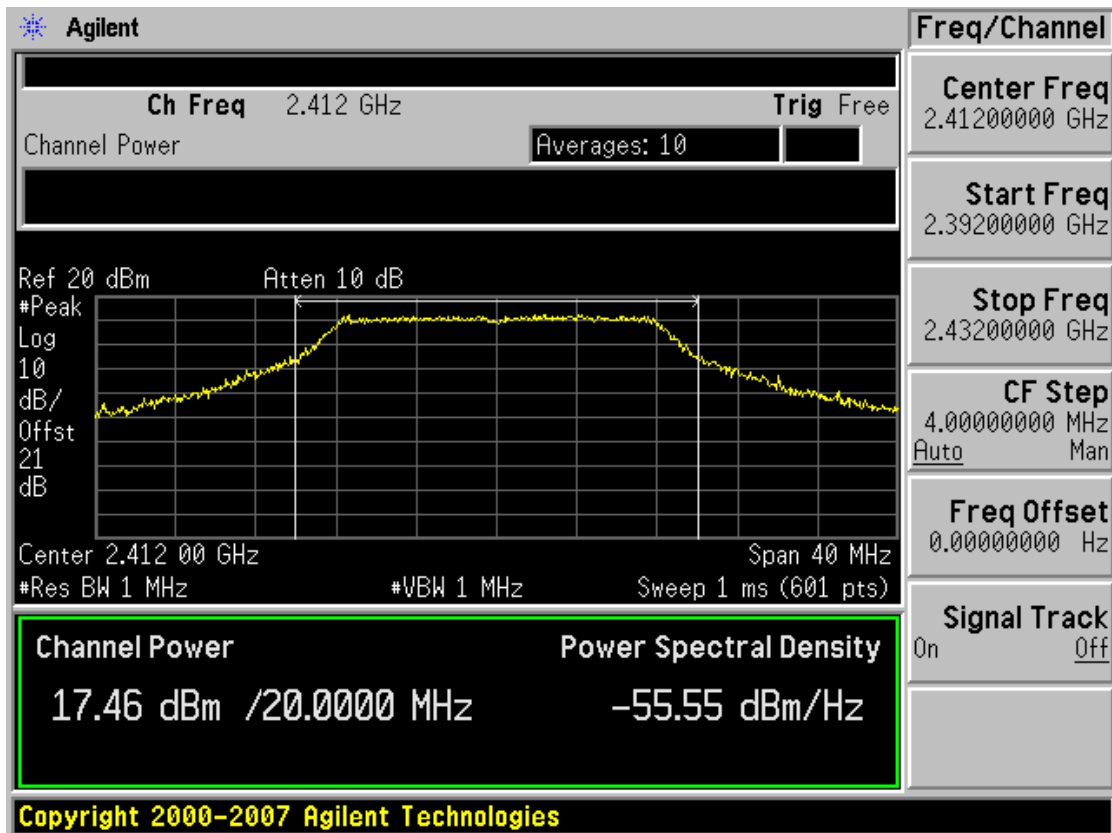 Agilent
Ch Freq 2.412 GHz Trig Free
Channel Power Averages: 10
Ref 20 dBm Atten 10 dB
#Peak
Log
10
dB/
Offst
21
dB
Center 2.412 00 GHz Span 40 MHz
#Res BW 1 MHz #VBW 1 MHz Sweep 1 ms (601 pts)
Channel Power Power Spectral Density
17.46 dBm /20.0000 MHz -55.55 dBm/Hz
Copyright 2000-2007 Agilent Technologies
Freq/Channel
Center Freq
2.41200000 GHz
Start Freq
2.39200000 GHz
Stop Freq
2.43200000 GHz
CF Step
4.00000000 MHz
Auto Man
Freq Offset
0.00000000 Hz
Signal Track
On Off